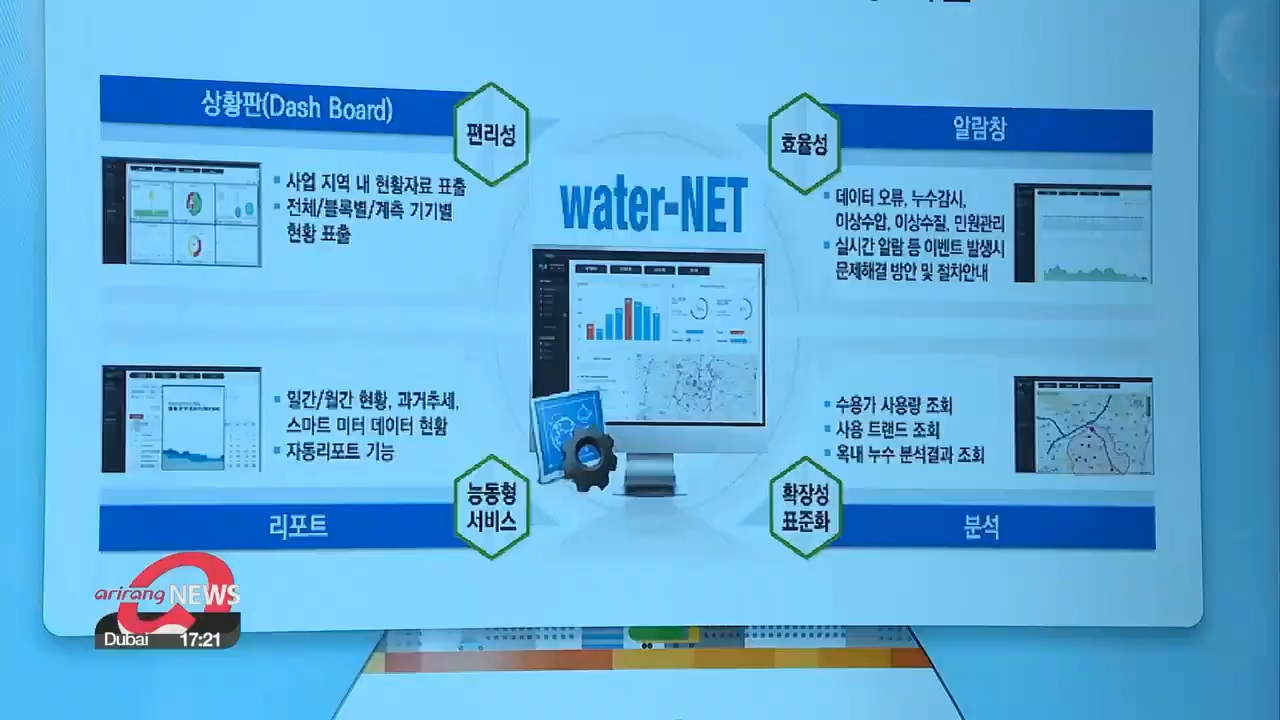 상황판(Dash Board)
편리성
사업 지역 내 현황자료 표출
전체/블록별/계측 기기별
현황 표출
water-NET
효율성
알람창
데이터 오류, 누수감시,
이상수압, 이상수질, 민원관리
실시간 알람 등 이벤트 발생시
문제해결 방안 및 절차안내
일간/월간 현황, 과거추세,
스마트 미터 데이터 현황
자동리포트 기능
능동형
서비스
리포트
수용가 사용량 조회
사용 트랜드 조회
옥내 누수 분석결과 조회
확장성
표준화
분석
arirang NEWS
Dubai 17:21